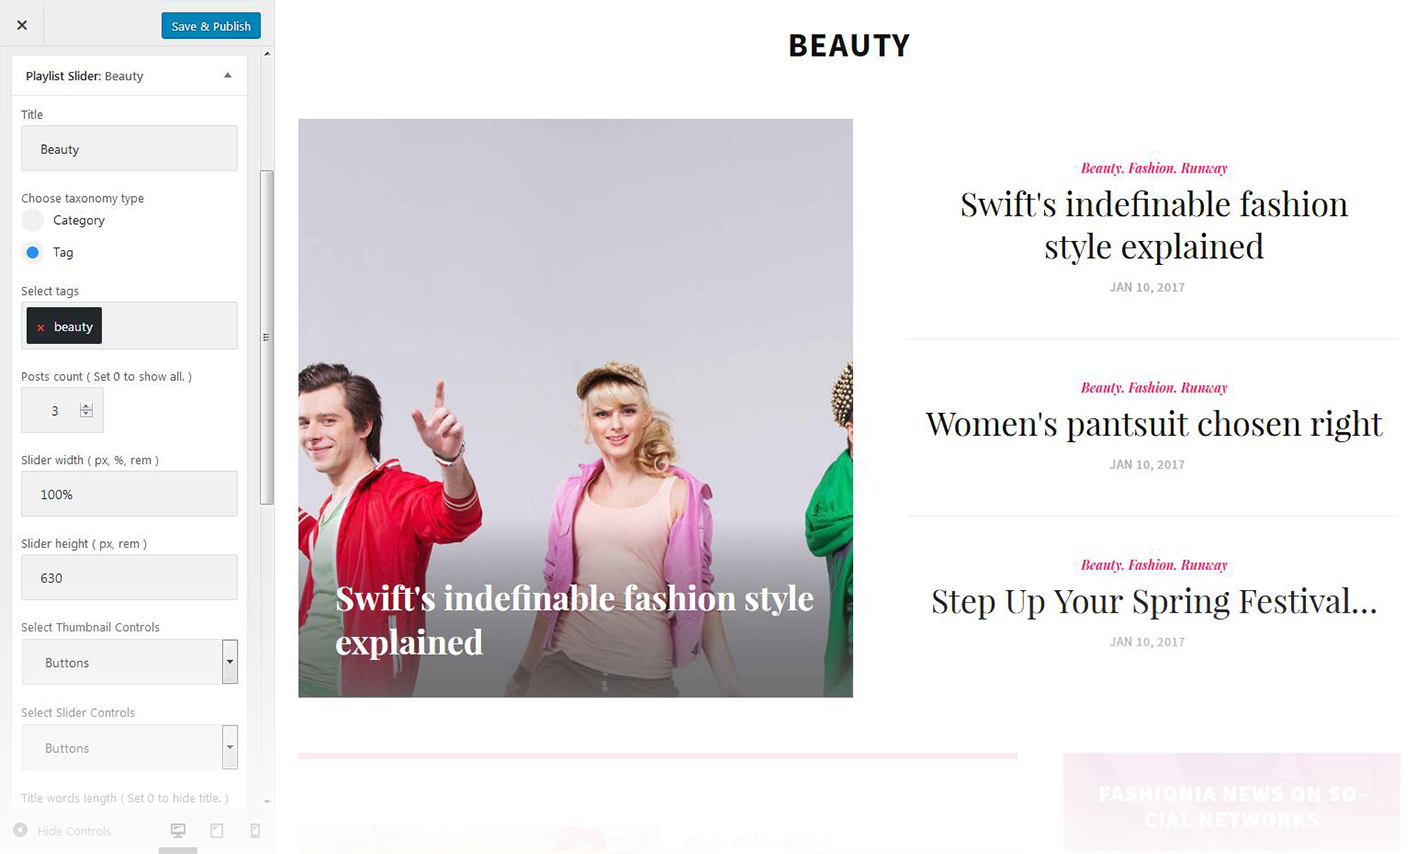 Save & Publish
Playlist Slider: Beauty
Title
Beauty
Choose taxonomy type
Category
Tag
Select tags
× beauty
Posts count ( Set 0 to show all. )
3
Slider width ( px, %, rem )
100%
Slider height ( px, rem )
630
Select Thumbnail Controls
Buttons
Select Slider Controls
Buttons
Title words length ( Set 0 to hide title. )
Hide Controls
BEAUTY
Swift's indefinable fashion style
explained
Beauty, Fashion, Runway
Swift's indefinable fashion
style explained
JAN 10, 2017
Beauty, Fashion, Runway
Women's pantsuit chosen right
JAN 10, 2017
Beauty, Fashion, Runway
Step Up Your Spring Festival...
JAN 10, 2017
Beauty, Fashion, Runway
FASHIONIA NEWS ON SO-
CIAL NETWORKS